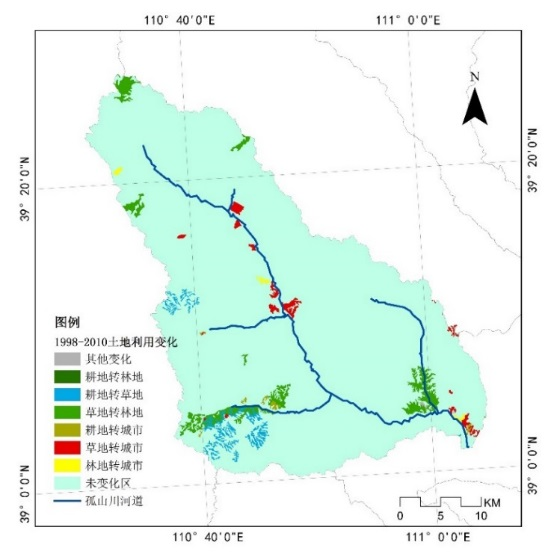 110° 40′0″E
111° 0′0″E
N
39° 20′0″N
39° 20′0″N
图例
1998-2010土地利用变化
其他变化
耕地转林地
耕地转草地
草地转林地
耕地转城市
草地转城市
林地转城市
未变化区
孤山川河道
39° 0′0″N
39° 0′0″N
KM
0 5 10
110° 40′0″E
111° 0′0″E